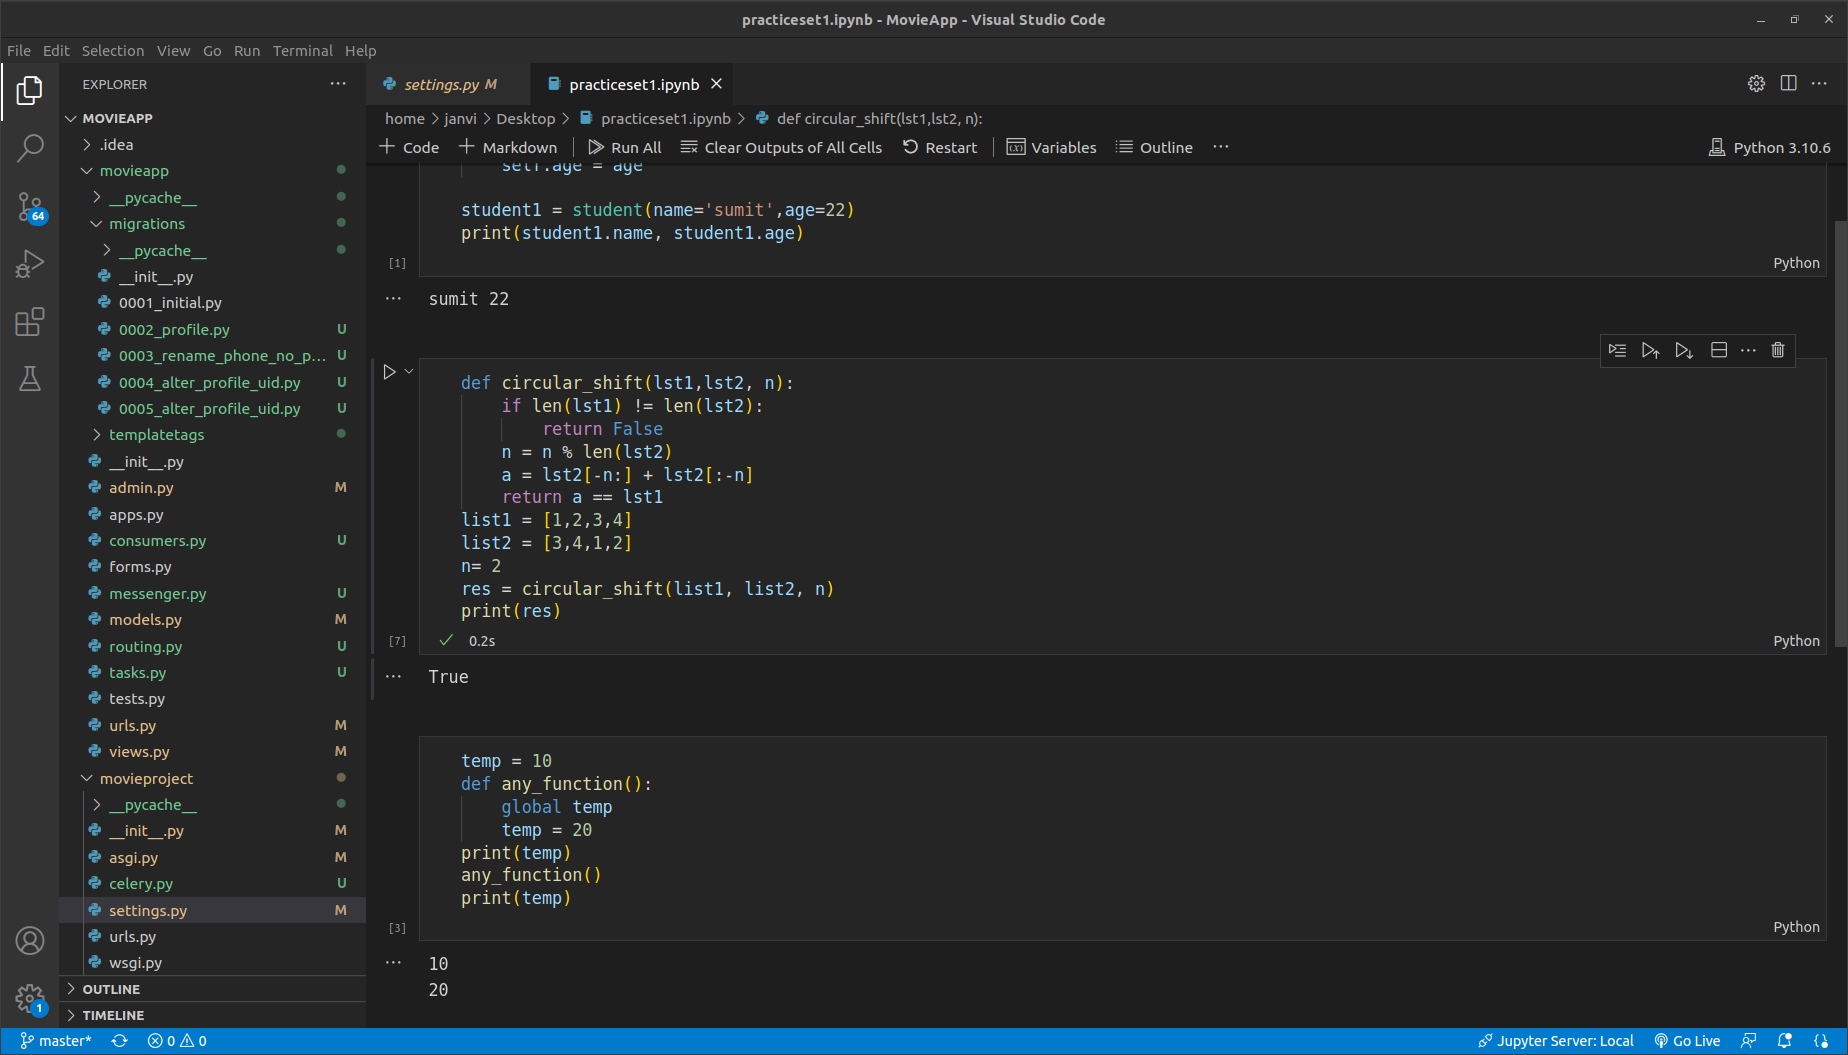 practiceset1.ipynb - MovieApp - Visual Studio Code
File Edit Selection View Go Run Terminal Help
EXPLORER
MOVIEAPP
.idea
movieapp
__pycache__
migrations
__pycache__
__init__.py
0001_initial.py
0002_profile.py U
0003_rename_phone_no_p... U
0004_alter_profile_uid.py U
0005_alter_profile_uid.py U
templatetags
__init__.py
admin.py M
apps.py
consumers.py U
forms.py
messenger.py U
models.py M
routing.py U
tasks.py U
tests.py
urls.py M
views.py M
movieproject
__pycache__
__init__.py M
asgi.py M
celery.py U
settings.py M
urls.py
wsgi.py
OUTLINE
TIMELINE
64
1
settings.py M
practiceset1.ipynb
home > janvi > Desktop > practiceset1.ipynb > def circular_shift(lst1,lst2, n):
+ Code + Markdown Run All Clear Outputs of All Cells Restart Variables Outline ... Python 3.10.6
self.age = age
student1 = student(name='sumit',age=22)
print(student1.name, student1.age)
[1] Python
sumit 22
def circular_shift(lst1,lst2, n):
if len(lst1) != len(lst2):
return False
n = n % len(lst2)
a = lst2[-n:] + lst2[:-n]
return a == lst1
list1 = [1,2,3,4]
list2 = [3,4,1,2]
n= 2
res = circular_shift(list1, list2, n)
print(res)
[7] 0.2s Python
True
temp = 10
def any_function():
global temp
temp = 20
print(temp)
any_function()
print(temp)
[3] Python
10
20
master* 0 0 Jupyter Server: Local Go Live